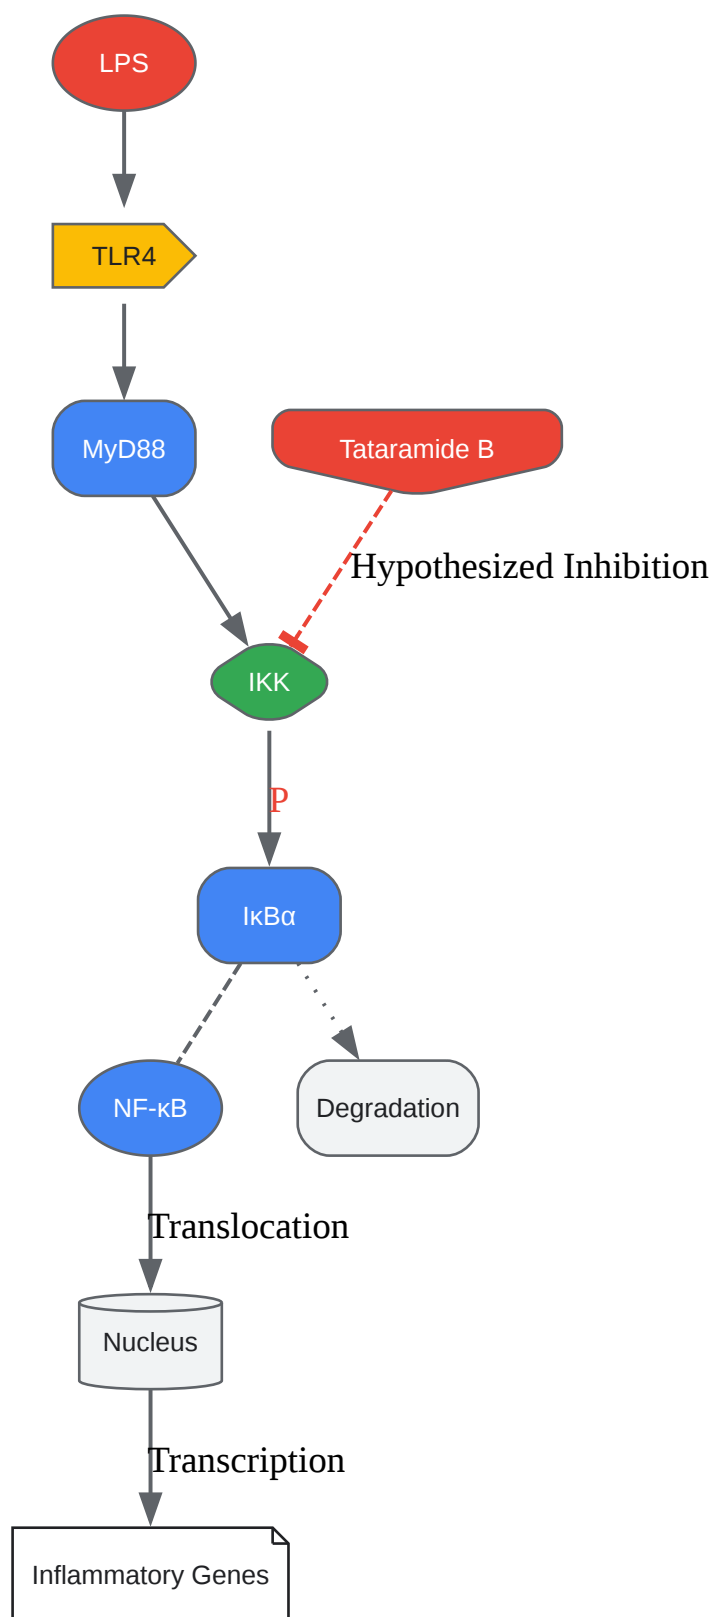 LPS
TLR4
MyD88
Tataramide B
Hypothesized Inhibition
IKK
P
IκBα
NF-κB
Degradation
Translocation
Nucleus
Transcription
Inflammatory Genes